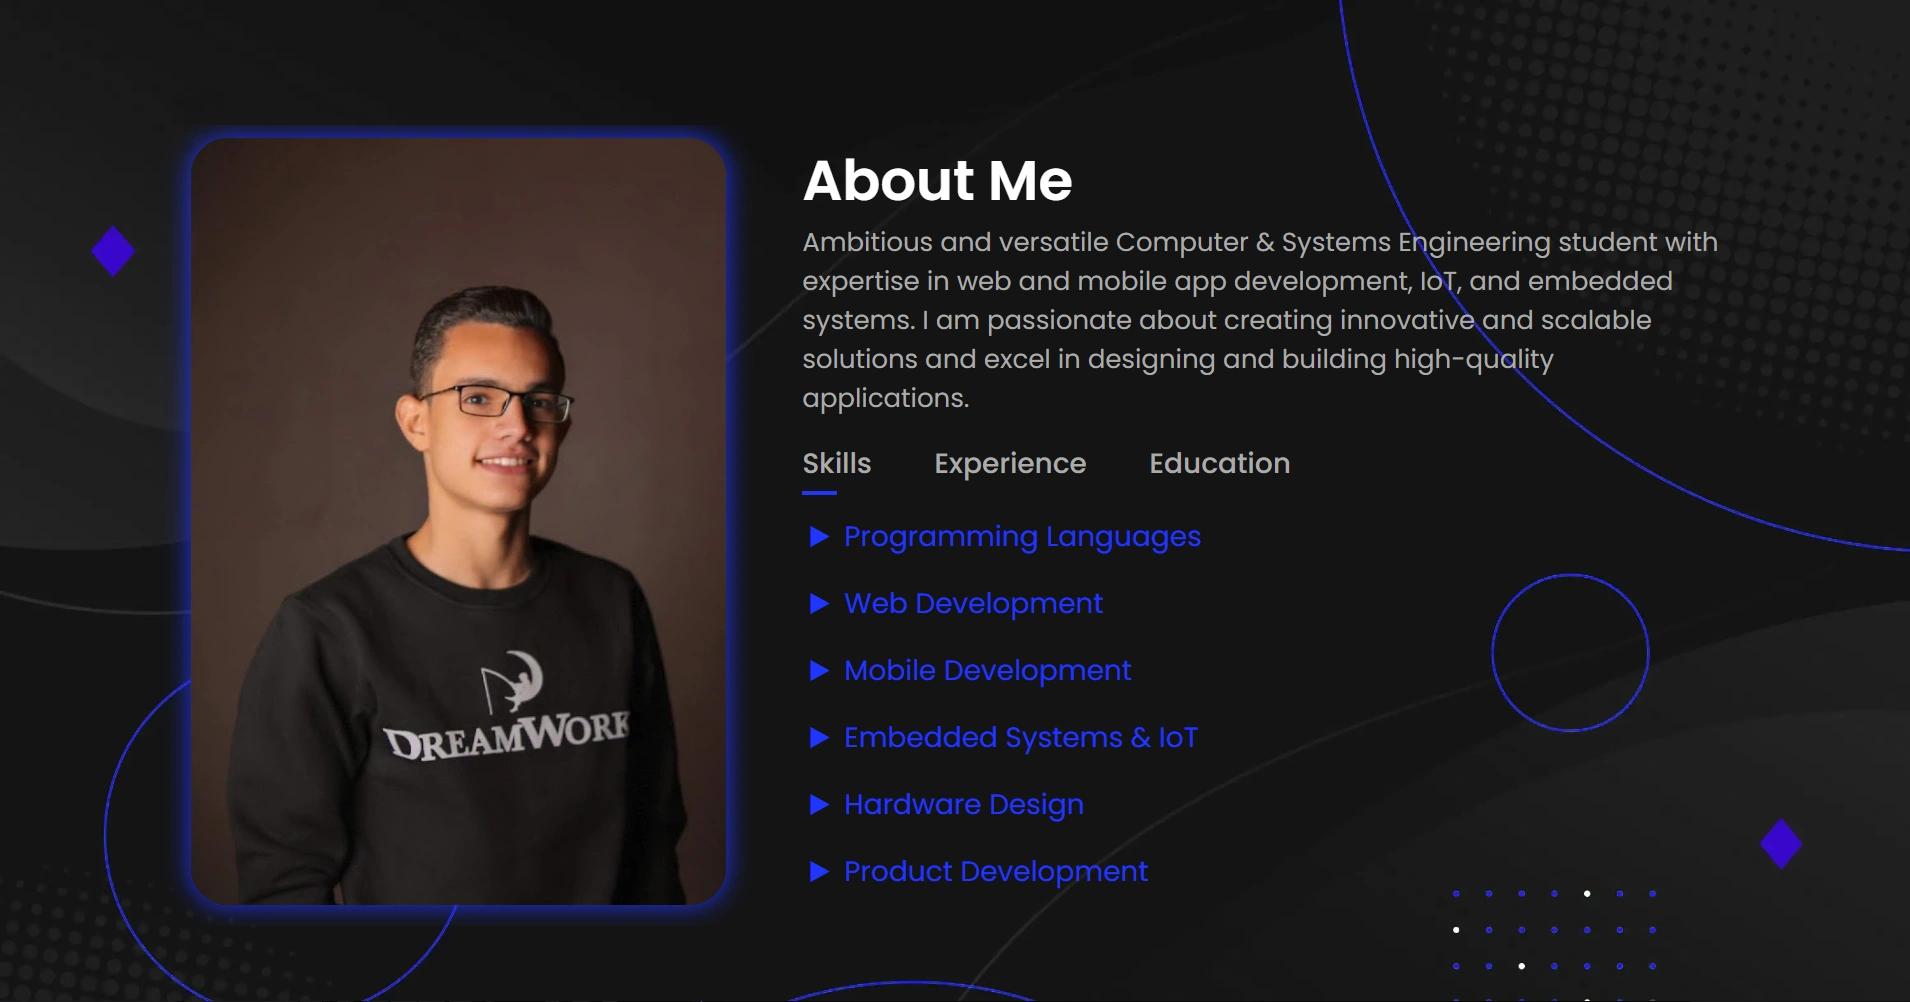 About Me
Ambitious and versatile Computer & Systems Engineering student with
expertise in web and mobile app development, IoT, and embedded
systems. I am passionate about creating innovative and scalable
solutions and excel in designing and building high-quality
applications.
Skills Experience Education
Programming Languages
Web Development
Mobile Development
Embedded Systems & IoT
Hardware Design
Product Development
DREAMWORK